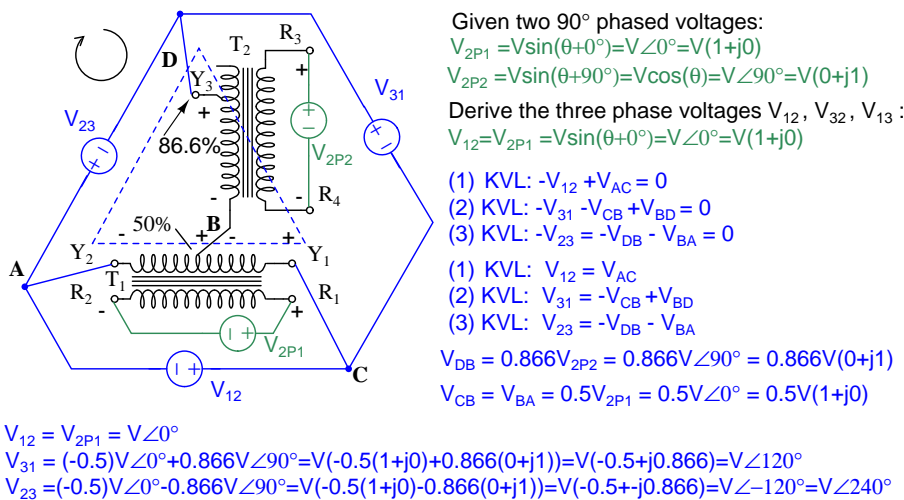 Given two 90° phased voltages:
V2P1 =Vsin(θ+0°)=V∠0°=V(1+j0)
V2P2 =Vsin(θ+90°)=Vcos(θ)=V∠90°=V(0+j1)
Derive the three phase voltages V12, V32, V13 :
V12=V2P1 =Vsin(θ+0°)=V∠0°=V(1+j0)
(1) KVL: -V12 +VAC = 0
(2) KVL: -V31 -VCB +VBD = 0
(3) KVL: -V23 = -VDB - VBA = 0
(1) KVL: V12 = VAC
(2) KVL: V31 = -VCB +VBD
(3) KVL: V23 = -VDB - VBA
VDB = 0.866V2P2 = 0.866V∠90° = 0.866V(0+j1)
VCB = VBA = 0.5V2P1 = 0.5V∠0° = 0.5V(1+j0)
D
T2
R3
Y3
+
+
V31
V23
+
−
86.6%
+
−
V2P2
+
−
-
-
R4
50%
B
-
+
-
+
Y2
Y1
A
T1
R2
R1
-
+
− +
V2P1
− +
V12
C
V12 = V2P1 = V∠0°
V31 = (-0.5)V∠0°+0.866V∠90°=V(-0.5(1+j0)+0.866(0+j1))=V(-0.5+j0.866)=V∠120°
V23 =(-0.5)V∠0°-0.866V∠90°=V(-0.5(1+j0)-0.866(0+j1))=V(-0.5+-j0.866)=V∠−120°=V∠240°